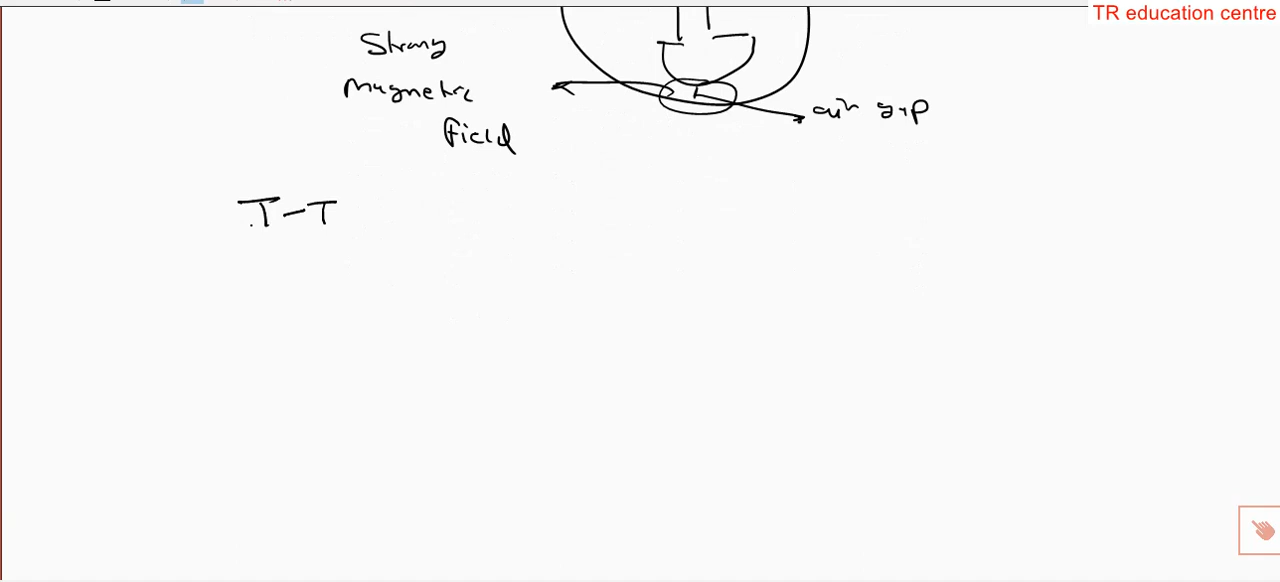 TR education centre
Strong
Magnetic
field
air gap
T-T